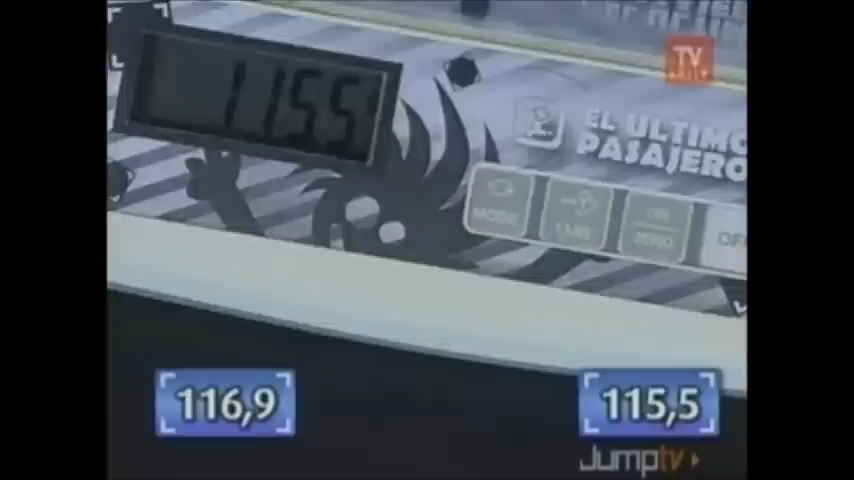 115.5
TV
EL ULTIMO
PASAJERO
MODE
TARE
ON
ZERO
OFF
116,9
115,5
Jumptv